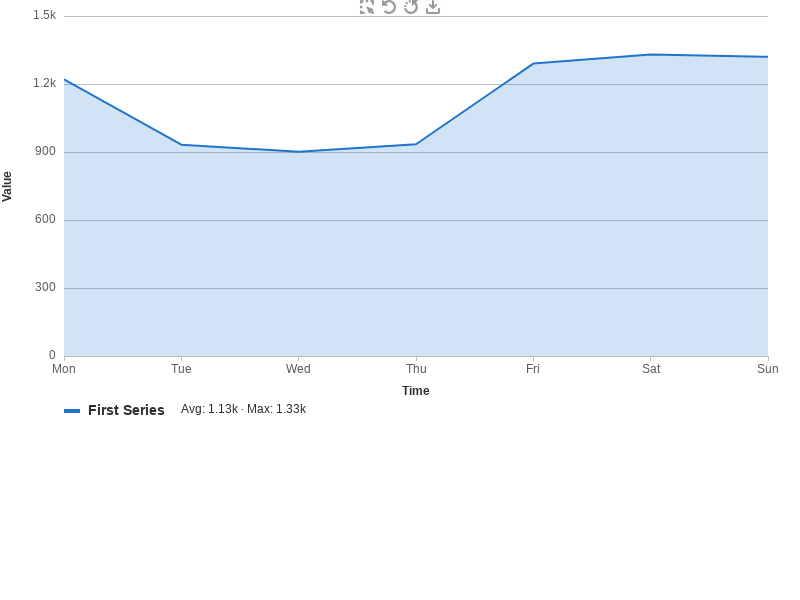 1.5k
1.2k
900
600
300
0
Value
Mon Tue Wed Thu Fri Sat Sun
Time
First Series Avg: 1.13k · Max: 1.33k